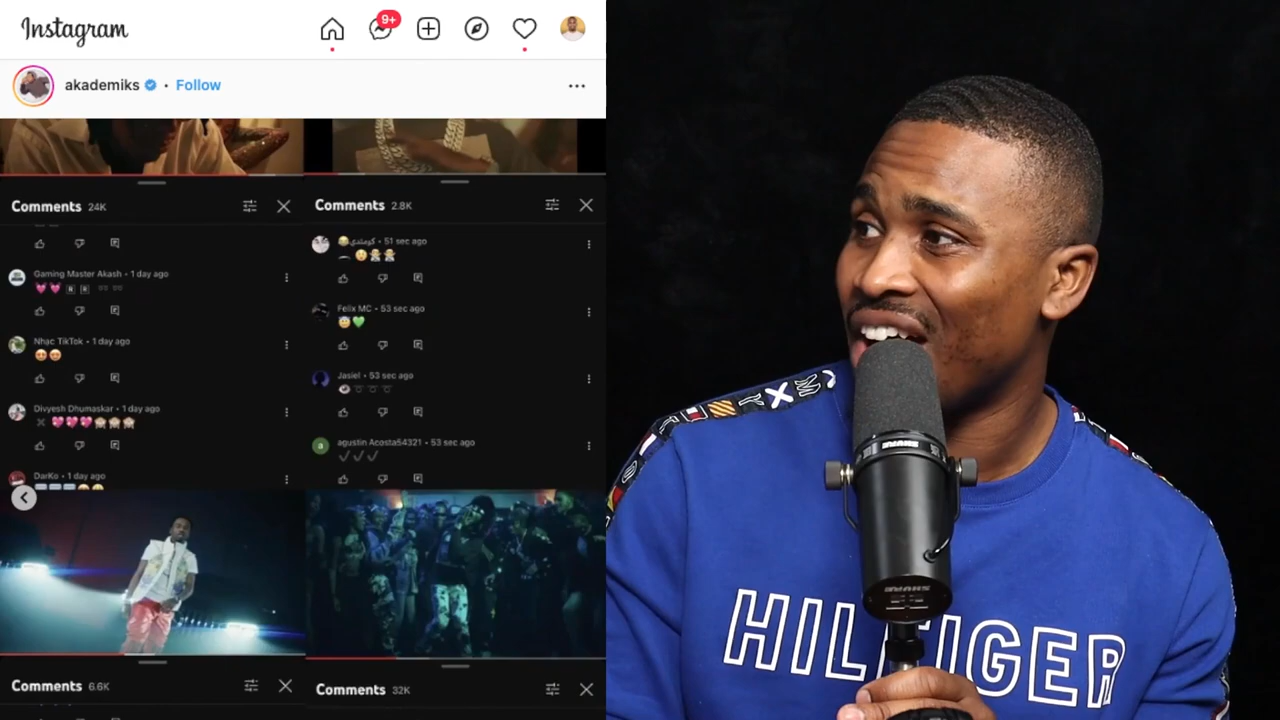 Instagram
9+
akademiks • Follow
Comments 24K
Gaming Master Akash • 1 day ago
Nhạc TikTok • 1 day ago
Divyesh Dhumaskar • 1 day ago
DarKo • 1 day ago
Comments 2.8K
51 sec ago
Felix MC • 53 sec ago
Jasiel • 53 sec ago
a
agustin Acosta54321 • 53 sec ago
Comments 6.6K
Comments 32K
SHURE
HILFIGER